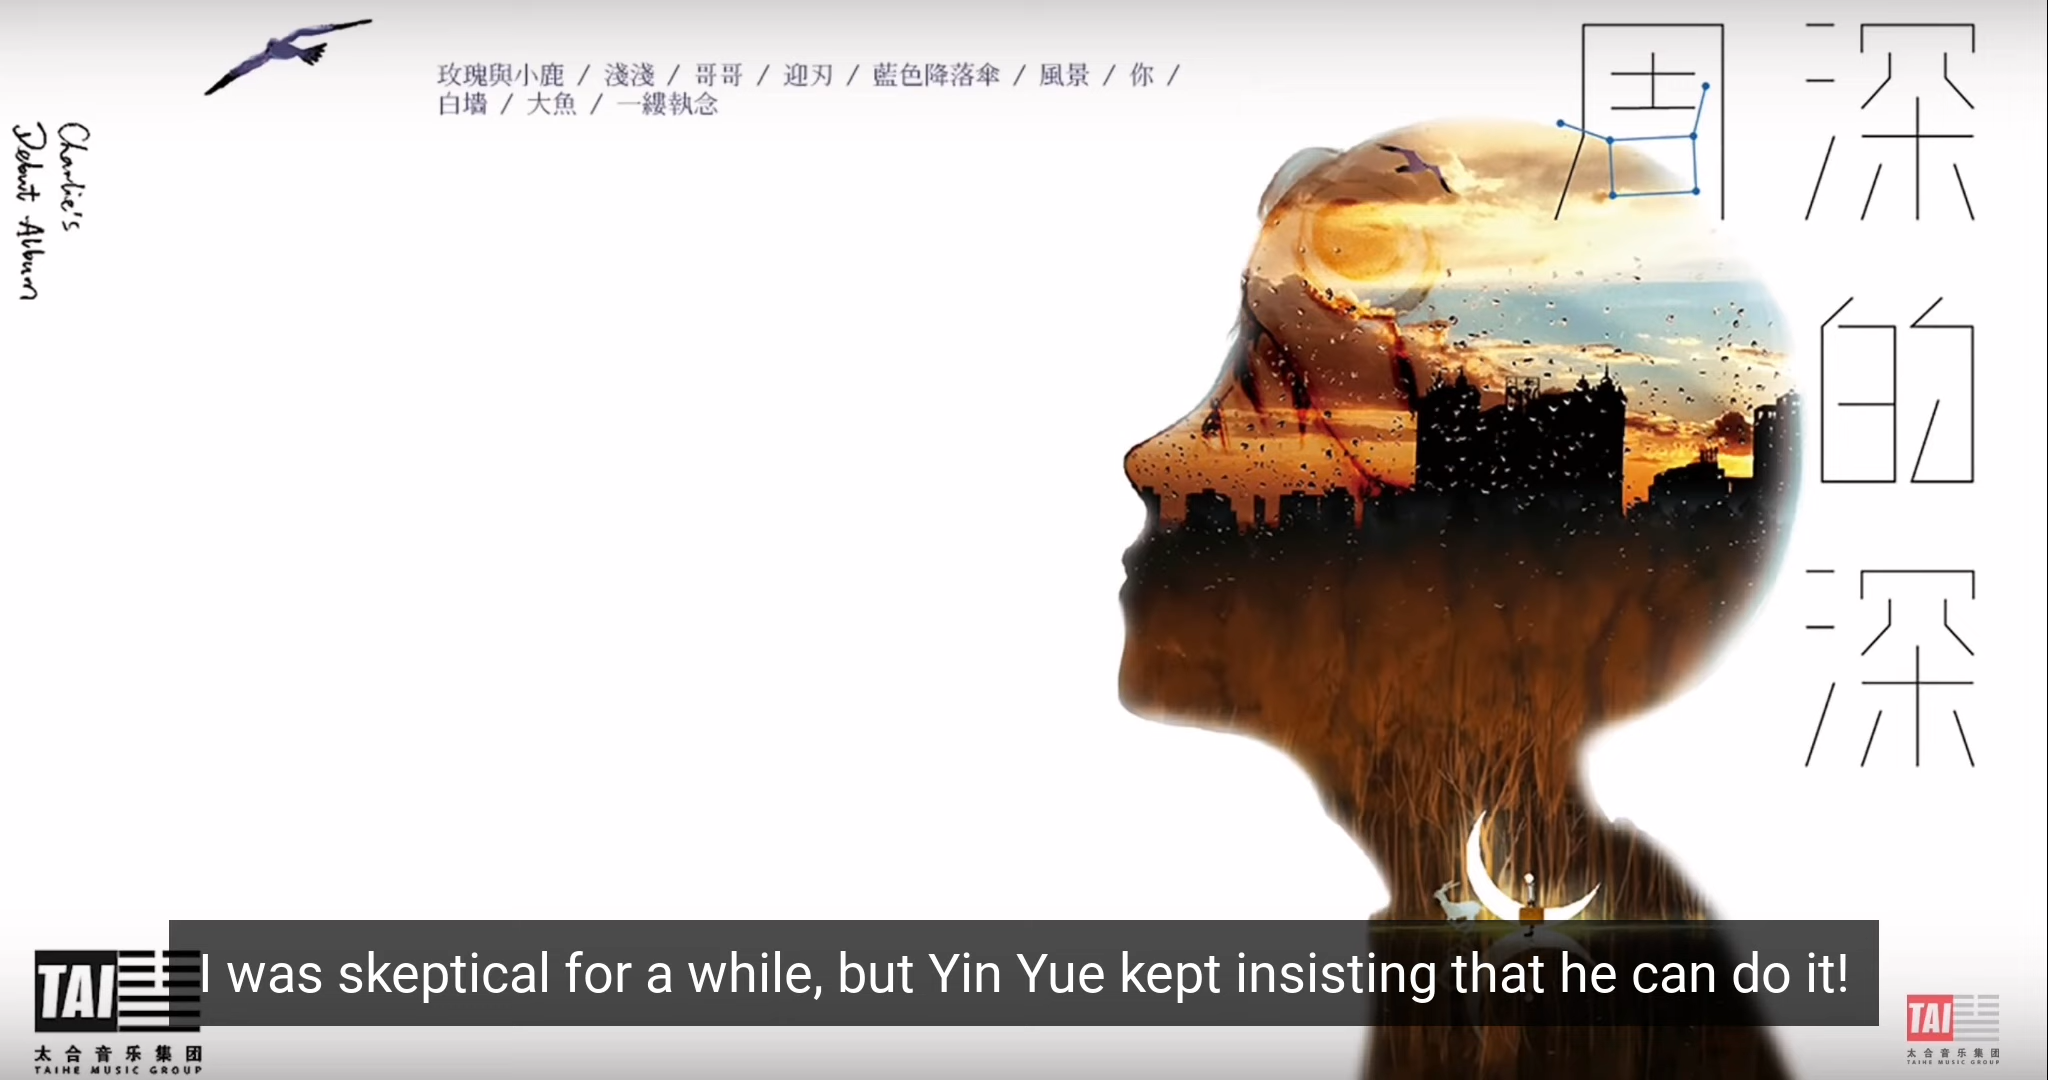 玫瑰與小鹿 / 淺淺 / 哥哥 / 迎刃 / 藍色降落傘 / 風景 / 你 /
白墻 / 大魚 / 一縷執念
深的深
周
Charlie's
Debut Album
I was skeptical for a while, but Yin Yue kept insisting that he can do it!
TAI
太合音乐集团
TAIHE MUSIC GROUP
TAI
太合音乐集团
TAIHE MUSIC GROUP